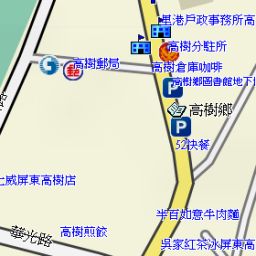 里港戶政事務所高
高樹分駐所
高樹郵局
高樹倉庫咖啡
高樹鄉圖書館地下
高樹鄉
52快餐
七威屏東高樹店
半百如意牛肉麵
華光路
高樹煎餃
吳家紅茶冰屏東高